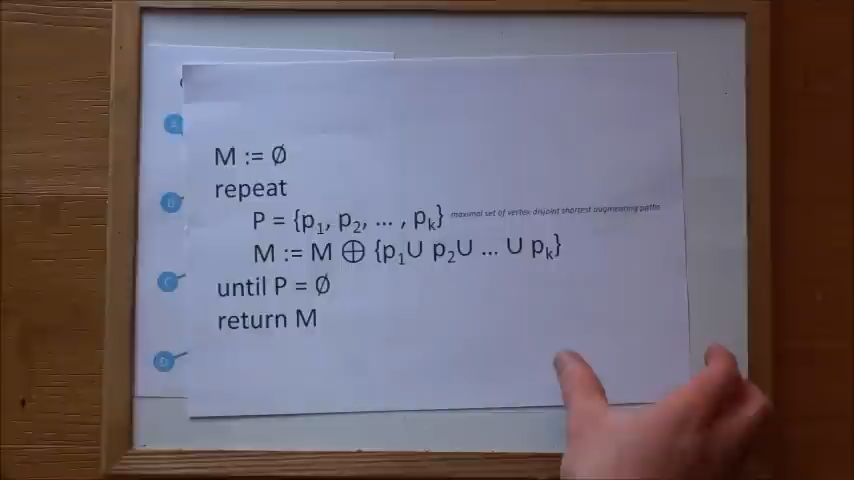 M := Ø
repeat
P = {p₁, p₂, ... , pₖ} maximal set of vertex disjoint shortest augmenting paths
M := M ⊕ {p₁∪ p₂∪ ... ∪ pₖ}
until P = Ø
return M
B
C
D